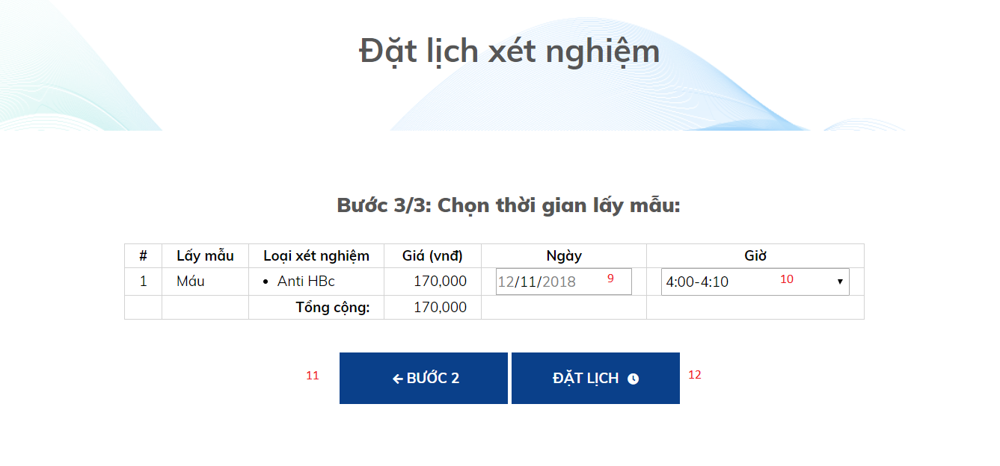 Đặt lịch xét nghiệm
Bước 3/3: Chọn thời gian lấy mẫu:
# Lấy mẫu Loại xét nghiệm Giá (vnđ) Ngày Giờ
1 Máu • Anti HBc 170,000 12/11/2018 9 4:00-4:10 10
Tổng cộng: 170,000
11 BƯỚC 2 ĐẶT LỊCH 12